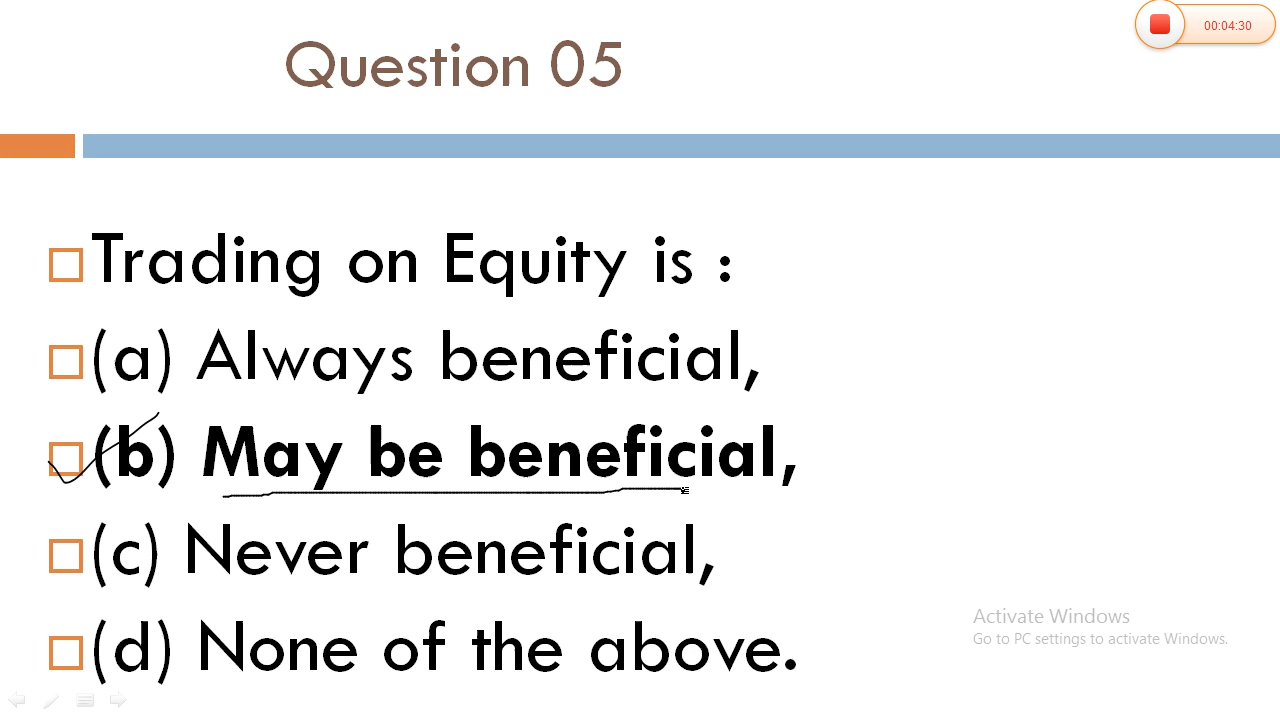 00:04:30
Question 05
Trading on Equity is :
(a) Always beneficial,
(b) May be beneficial,
(c) Never beneficial,
(d) None of the above.
Activate Windows
Go to PC settings to activate Windows.